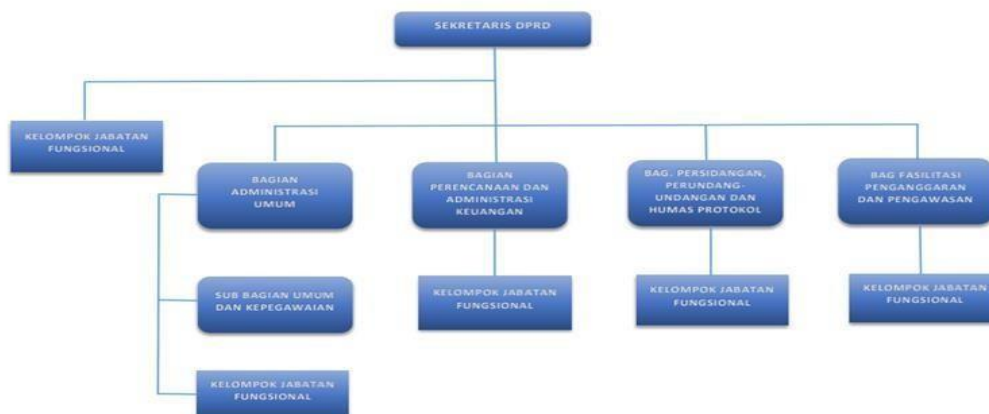 SEKRETARIS DPRD
KELOMPOK JABATAN
FUNGSIONAL
BAGIAN
ADMINISTRASI
UMUM
BAGIAN
PERENCANAAN DAN
ADMINISTRASI
KEUANGAN
BAG. PERSIDANGAN,
PERUNDANG-
UNDANGAN DAN
HUMAS PROTOKOL
BAG FASILITASI
PENGANGGARAN
DAN PENGAWASAN
SUB BAGIAN UMUM
DAN KEPEGAWAIAN
KELOMPOK JABATAN
FUNGSIONAL
KELOMPOK JABATAN
FUNGSIONAL
KELOMPOK JABATAN
FUNGSIONAL
KELOMPOK JABATAN
FUNGSIONAL